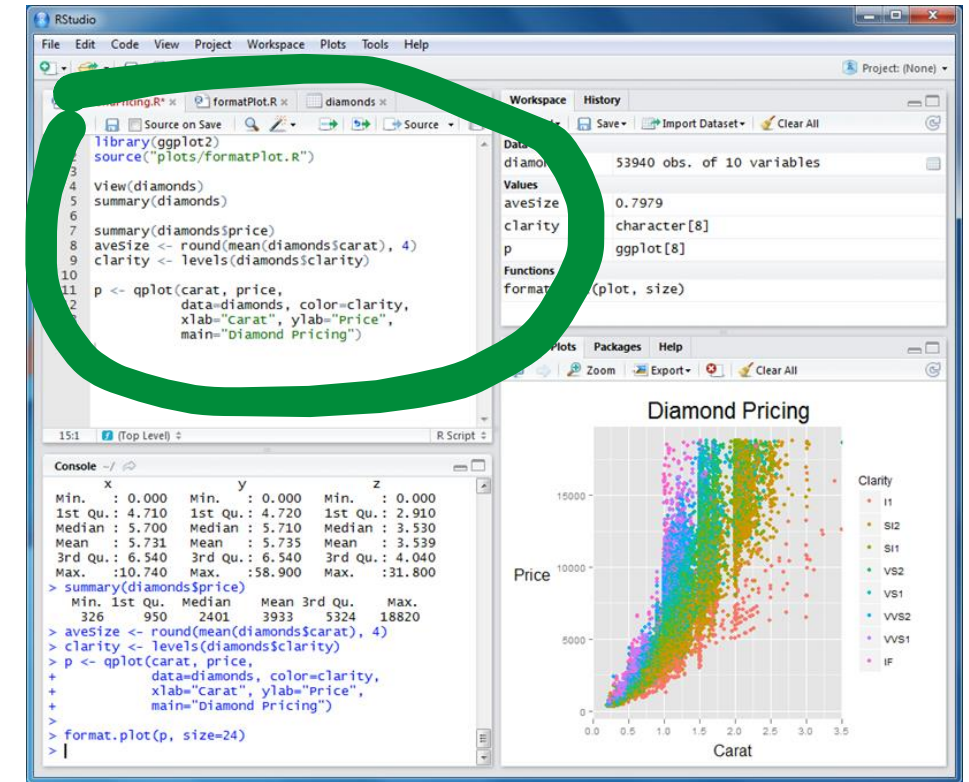 RStudio
File Edit Code View Project Workspace Plots Tools Help
Project: (None)
formatPlot.R diamonds
Source on Save Source
library(ggplot2)
source("plots/formatPlot.R")
3
4 View(diamonds)
5 summary(diamonds)
6
7 summary(diamonds$price)
8 aveSize <- round(mean(diamonds$carat), 4)
9 clarity <- levels(diamonds$clarity)
10
11 p <- qplot(carat, price,
data=diamonds, color=clarity,
xlab="Carat", ylab="Price",
main="Diamond Pricing")
15:1 (Top Level) R Script
Console ~/
x y z
Min. : 0.000 Min. : 0.000 Min. : 0.000
1st Qu.: 4.710 1st Qu.: 4.720 1st Qu.: 2.910
Median : 5.700 Median : 5.710 Median : 3.530
Mean : 5.731 Mean : 5.735 Mean : 3.539
3rd Qu.: 6.540 3rd Qu.: 6.540 3rd Qu.: 4.040
Max. :10.740 Max. :58.900 Max. :31.800
> summary(diamonds$price)
Min. 1st Qu. Median Mean 3rd Qu. Max.
326 950 2401 3933 5324 18820
> aveSize <- round(mean(diamonds$carat), 4)
> clarity <- levels(diamonds$clarity)
> p <- qplot(carat, price,
+ data=diamonds, color=clarity,
+ xlab="Carat", ylab="Price",
+ main="Diamond Pricing")
>
> format.plot(p, size=24)
>
Workspace History
Save Import Dataset Clear All
53940 obs. of 10 variables
Values
aveSize 0.7979
clarity character[8]
p ggplot[8]
Functions
(plot, size)
Plots Packages Help
Zoom Export Clear All
Diamond Pricing
Price
15000
10000
5000
0
0.0 0.5 1.0 1.5 2.0 2.5 3.0 3.5
Carat
Clarity
I1
SI2
SI1
VS2
VS1
VVS2
VVS1
IF